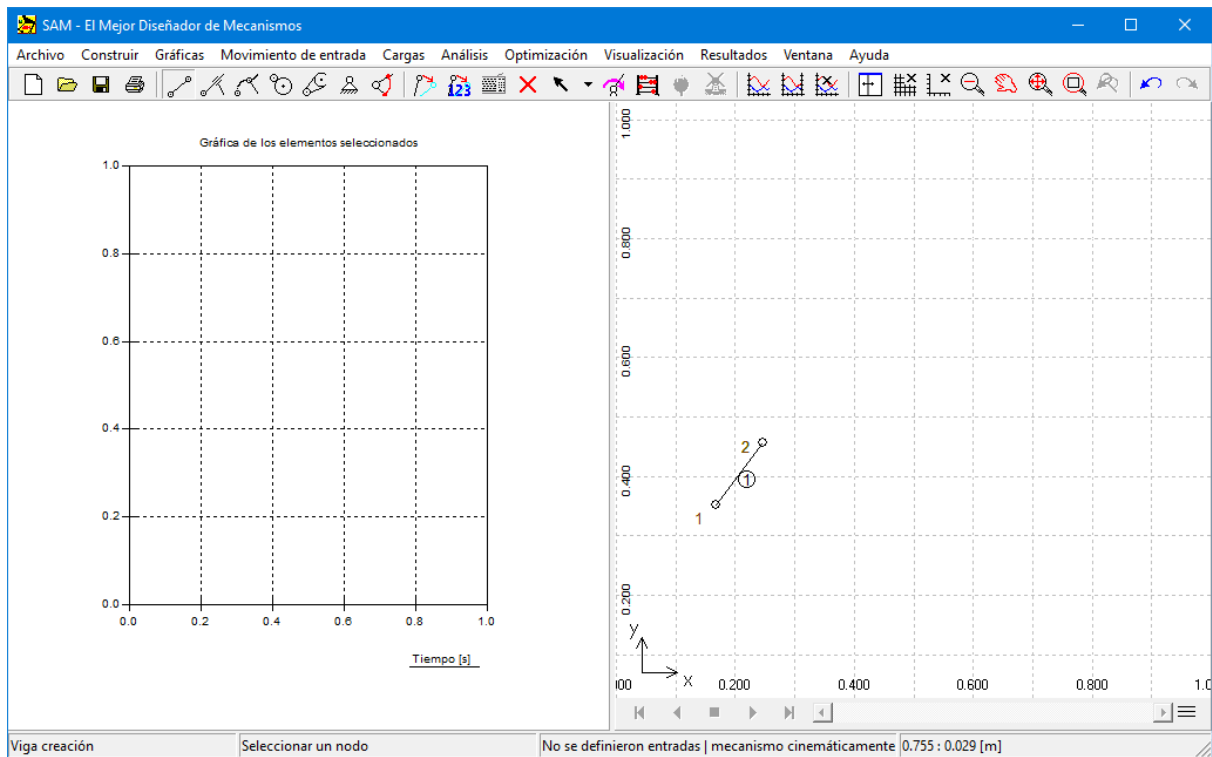 SAM - El Mejor Diseñador de Mecanismos
Archivo Construir Gráficas Movimiento de entrada Cargas Análisis Optimización Visualización Resultados Ventana Ayuda
123
Gráfica de los elementos seleccionados
1.0
0.8
0.6
0.4
0.2
0.0
0.0 0.2 0.4 0.6 0.8 1.0
Tiempo [s]
1.000
0.800
0.600
0.400
0.200
2
1
1
y
x
000 0.200 0.400 0.600 0.800 1.0
Viga creación
Seleccionar un nodo
No se definieron entradas | mecanismo cinemáticamente
0.755 : 0.029 [m]